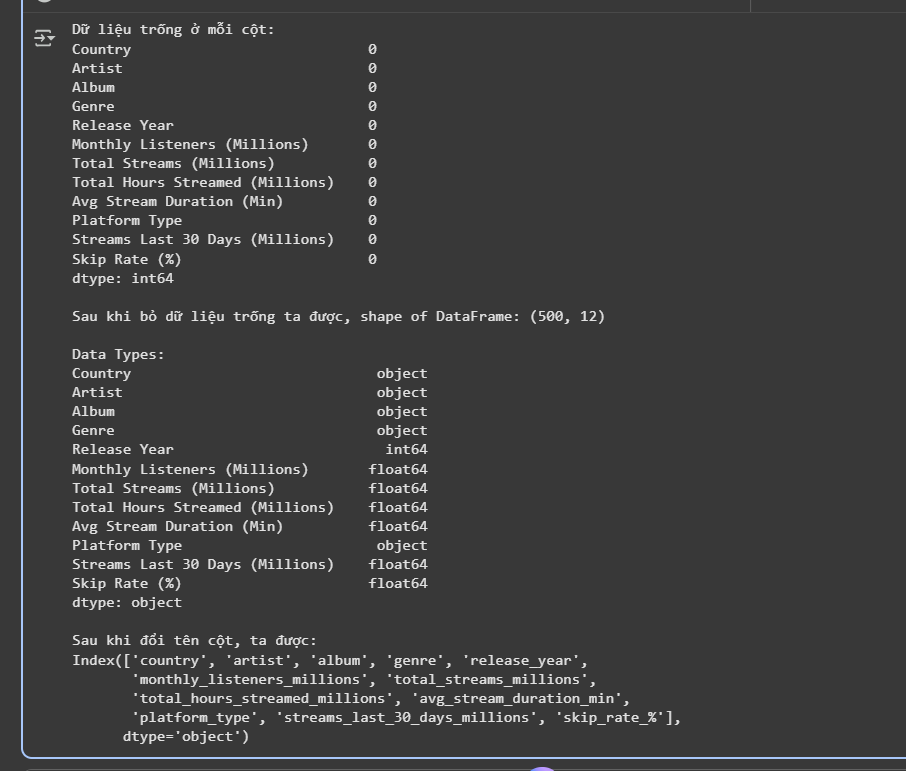 Dữ liệu trống ở mỗi cột:
Country 0
Artist 0
Album 0
Genre 0
Release Year 0
Monthly Listeners (Millions) 0
Total Streams (Millions) 0
Total Hours Streamed (Millions) 0
Avg Stream Duration (Min) 0
Platform Type 0
Streams Last 30 Days (Millions) 0
Skip Rate (%) 0
dtype: int64
Sau khi bỏ dữ liệu trống ta được, shape of DataFrame: (500, 12)
Data Types:
Country object
Artist object
Album object
Genre object
Release Year int64
Monthly Listeners (Millions) float64
Total Streams (Millions) float64
Total Hours Streamed (Millions) float64
Avg Stream Duration (Min) float64
Platform Type object
Streams Last 30 Days (Millions) float64
Skip Rate (%) float64
dtype: object
Sau khi đổi tên cột, ta được:
Index(['country', 'artist', 'album', 'genre', 'release_year',
'monthly_listeners_millions', 'total_streams_millions',
'total_hours_streamed_millions', 'avg_stream_duration_min',
'platform_type', 'streams_last_30_days_millions', 'skip_rate_%'],
dtype='object')